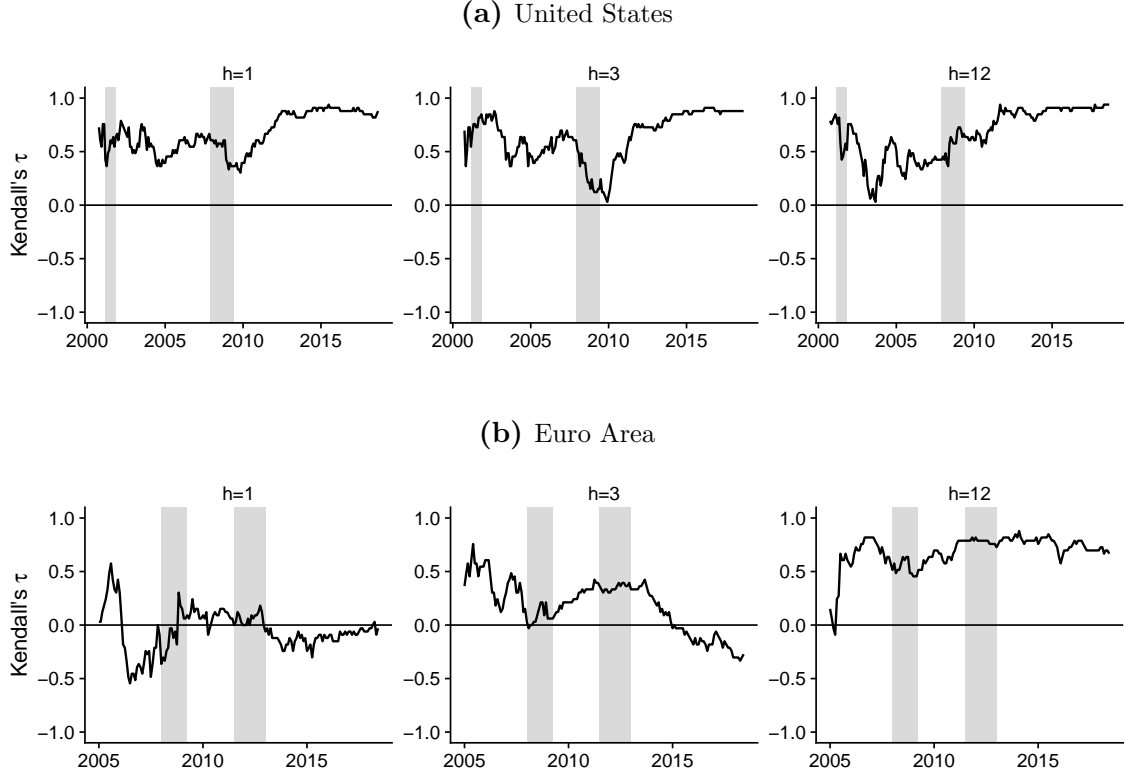 (a) United States
h=1 h=3 h=12
Kendall's τ
1.0 1.0 1.0
0.5 0.5 0.5
0.0 0.0 0.0
−0.5 −0.5 −0.5
−1.0 −1.0 −1.0
2000 2005 2010 2015 2000 2005 2010 2015 2000 2005 2010 2015
(b) Euro Area
h=1 h=3 h=12
Kendall's τ
1.0 1.0 1.0
0.5 0.5 0.5
0.0 0.0 0.0
−0.5 −0.5 −0.5
−1.0 −1.0 −1.0
2005 2010 2015 2005 2010 2015 2005 2010 2015